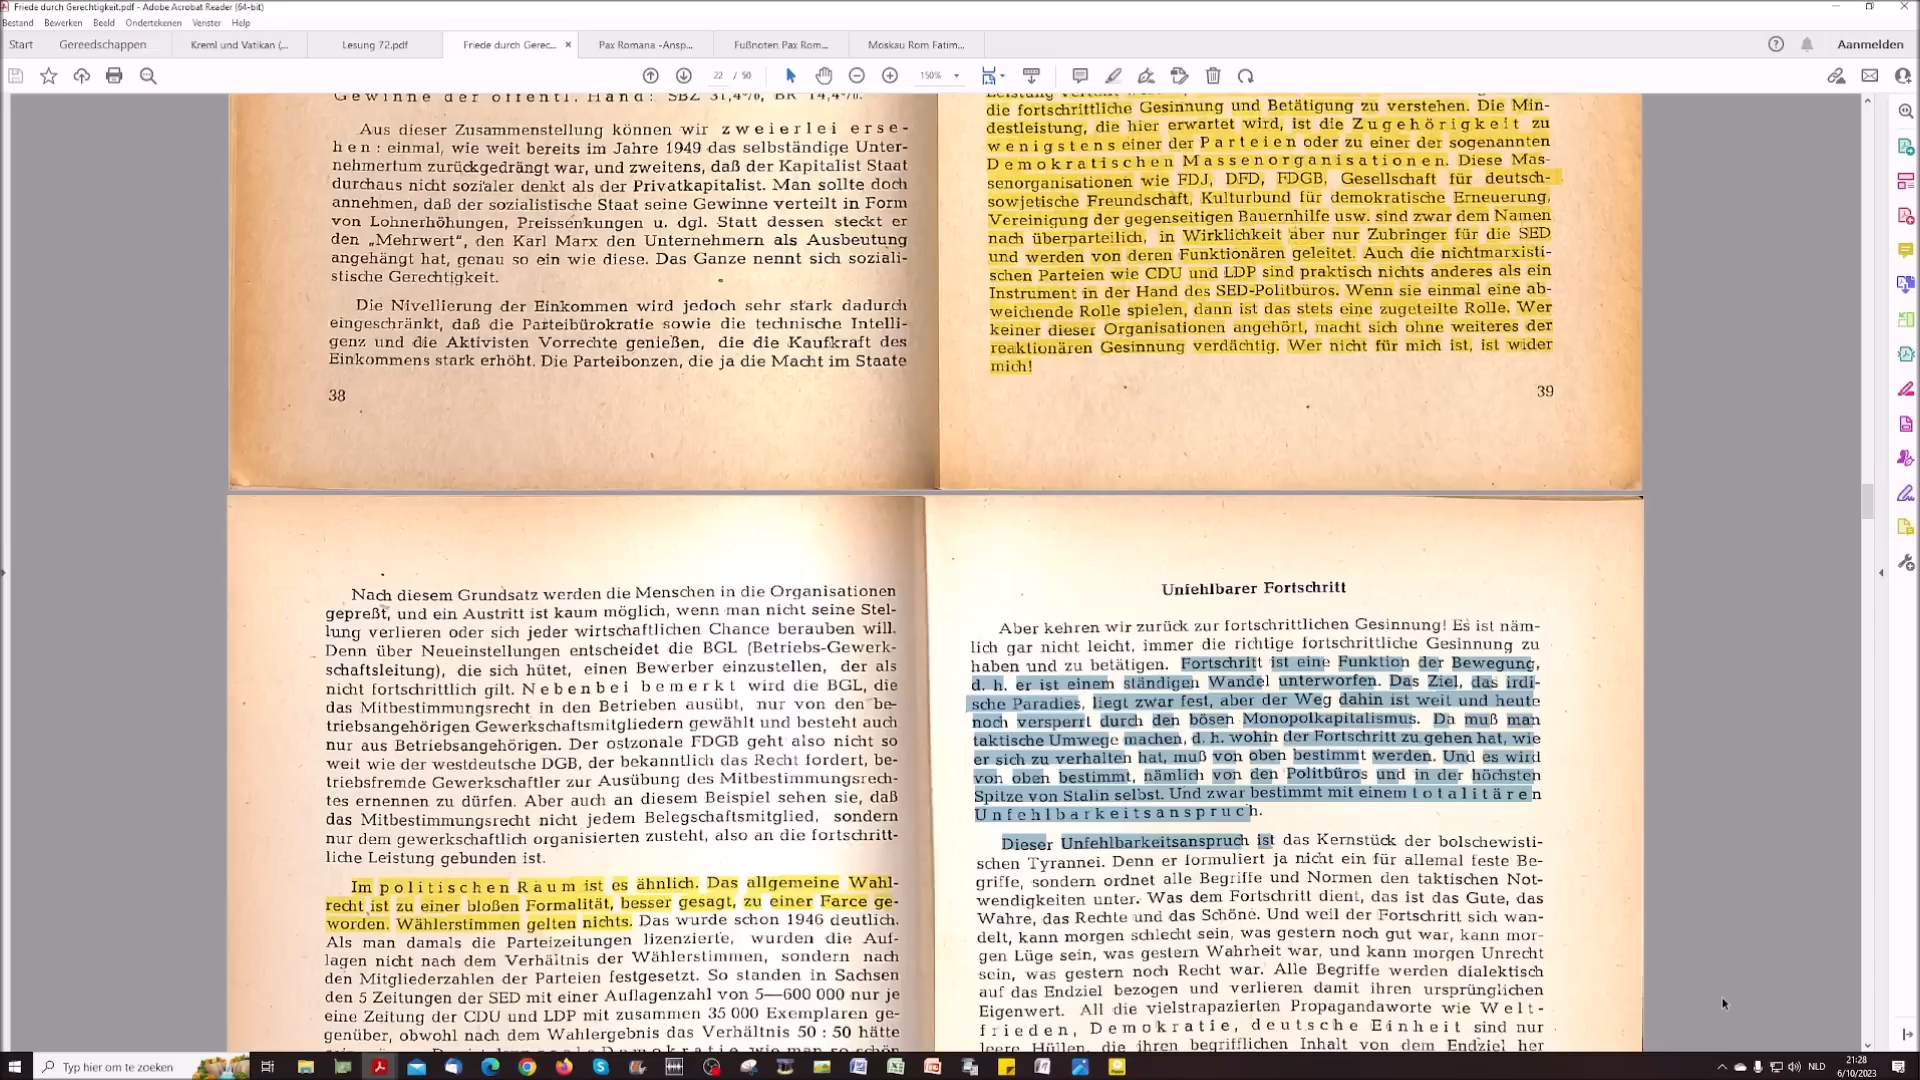 Friede durch Gerechtigkeit.pdf - Adobe Acrobat Reader (64-bit)
Bestand Bewerken Beeld Ondertekenen Venster Help
Start Gereedschappen Kreml und Vatikan (... Lesung 72.pdf Friede durch Gerec... × Pax Romana -Ansp... Fußnoten Pax Rom... Moskau Rom Fatim... Aanmelden
22 / 50 150%
Gewinne der öffentl. Hand: SBZ 31,4%, BR 14,4%.
Aus dieser Zusammenstellung können wir zweierlei erse-
hen: einmal, wie weit bereits im Jahre 1949 das selbständige Unter-
nehmertum zurückgedrängt war, und zweitens, daß der Kapitalist Staat
durchaus nicht sozialer denkt als der Privatkapitalist. Man sollte doch
annehmen, daß der sozialistische Staat seine Gewinne verteilt in Form
von Lohnerhöhungen, Preissenkungen u. dgl. Statt dessen steckt er
den „Mehrwert“, den Karl Marx den Unternehmern als Ausbeutung
angehängt hat, genau so ein wie diese. Das Ganze nennt sich soziali-
stische Gerechtigkeit.
Die Nivellierung der Einkommen wird jedoch sehr stark dadurch
eingeschränkt, daß die Parteibürokratie sowie die technische Intelli-
genz und die Aktivisten Vorrechte genießen, die die Kaufkraft des
Einkommens stark erhöht. Die Parteibonzen, die ja die Macht im Staate
38
die fortschrittliche Gesinnung und Betätigung zu verstehen. Die Min-
destleistung, die hier erwartet wird, ist die Zugehörigkeit zu
wenigstens einer der Parteien oder zu einer der sogenannten
Demokratischen Massenorganisationen. Diese Mas-
senorganisationen wie FDJ, DFD, FDGB, Gesellschaft für deutsch-
sowjetische Freundschaft, Kulturbund für demokratische Erneuerung,
Vereinigung der gegenseitigen Bauernhilfe usw. sind zwar dem Namen
nach überparteilich, in Wirklichkeit aber nur Zubringer für die SED
und werden von deren Funktionären geleitet. Auch die nichtmarxisti-
schen Parteien wie CDU und LDP sind praktisch nichts anderes als ein
Instrument in der Hand des SED-Politbüros. Wenn sie einmal eine ab-
weichende Rolle spielen, dann ist das stets eine zugeteilte Rolle. Wer
keiner dieser Organisationen angehört, macht sich ohne weiteres der
reaktionären Gesinnung verdächtig. Wer nicht für mich ist, ist wider
mich!
39
Nach diesem Grundsatz werden die Menschen in die Organisationen
gepreßt, und ein Austritt ist kaum möglich, wenn man nicht seine Stel-
lung verlieren oder sich jeder wirtschaftlichen Chance berauben will.
Denn über Neueinstellungen entscheidet die BGL (Betriebs-Gewerk-
schaftsleitung), die sich hütet, einen Bewerber einzustellen, der als
nicht fortschrittlich gilt. Nebenbei bemerkt wird die BGL, die
das Mitbestimmungsrecht in den Betrieben ausübt, nur von den be-
triebsangehörigen Gewerkschaftsmitgliedern gewählt und besteht auch
nur aus Betriebsangehörigen. Der ostzonale FDGB geht also nicht so
weit wie der westdeutsche DGB, der bekanntlich das Recht fordert, be-
triebsfremde Gewerkschaftler zur Ausübung des Mitbestimmungsrech-
tes ernennen zu dürfen. Aber auch an diesem Beispiel sehen sie, daß
das Mitbestimmungsrecht nicht jedem Belegschaftsmitglied, sondern
nur dem gewerkschaftlich organisierten zusteht, also an die fortschritt-
liche Leistung gebunden ist.
Im politischen Raum ist es ähnlich. Das allgemeine Wahl-
recht ist zu einer bloßen Formalität, besser gesagt, zu einer Farce ge-
worden. Wählerstimmen gelten nichts. Das wurde schon 1946 deutlich.
Als man damals die Parteizeitungen lizenzierte, wurden die Auf-
lagen nicht nach dem Verhältnis der Wählerstimmen, sondern nach
den Mitgliederzahlen der Parteien festgesetzt. So standen in Sachsen
den 5 Zeitungen der SED mit einer Auflagenzahl von 5—600 000 nur je
eine Zeitung der CDU und LDP mit zusammen 35 000 Exemplaren ge-
genüber, obwohl nach dem Wahlergebnis das Verhältnis 50 : 50 hätte
Unfehlbarer Fortschritt
Aber kehren wir zurück zur fortschrittlichen Gesinnung! Es ist näm-
lich gar nicht leicht, immer die richtige fortschrittliche Gesinnung zu
haben und zu betätigen. Fortschritt ist eine Funktion der Bewegung,
d. h. er ist einem ständigen Wandel unterworfen. Das Ziel, das irdi-
sche Paradies, liegt zwar fest, aber der Weg dahin ist weit und heute
noch versperrt durch den bösen Monopolkapitalismus. Da muß man
taktische Umwege machen, d. h. wohin der Fortschritt zu gehen hat, wie
er sich zu verhalten hat, muß von oben bestimmt werden. Und es wird
von oben bestimmt, nämlich von den Politbüros und in der höchsten
Spitze von Stalin selbst. Und zwar bestimmt mit einem totalitären
Unfehlbarkeitsanspruch.
Dieser Unfehlbarkeitsanspruch ist das Kernstück der bolschewisti-
schen Tyrannei. Denn er formuliert ja nicht ein für allemal feste Be-
griffe, sondern ordnet alle Begriffe und Normen den taktischen Not-
wendigkeiten unter. Was dem Fortschritt dient, das ist das Gute, das
Wahre, das Rechte und das Schöne. Und weil der Fortschritt sich wan-
delt, kann morgen schlecht sein, was gestern noch gut war, kann mor-
gen Lüge sein, was gestern Wahrheit war, und kann morgen Unrecht
sein, was gestern noch Recht war. Alle Begriffe werden dialektisch
auf das Endziel bezogen und verlieren damit ihren ursprünglichen
Eigenwert. All die vielstrapazierten Propagandaworte wie Welt-
frieden, Demokratie, deutsche Einheit sind nur
leere Hüllen, die ihren begrifflichen Inhalt von dem Endziel her
Typ hier om te zoeken
NLD
21:28
6/10/2023